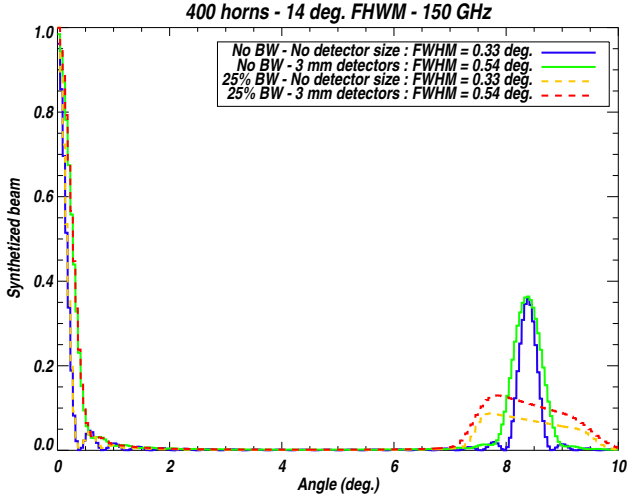 400 horns - 14 deg. FHWM - 150 GHz
No BW - No detector size : FWHM = 0.33 deg.
No BW - 3 mm detectors : FWHM = 0.54 deg.
25% BW - No detector size : FWHM = 0.33 deg.
25% BW - 3 mm detectors : FWHM = 0.54 deg.
1.0
0.8
0.6
0.4
0.2
0.0
Synthetized beam
0 2 4 6 8 10
Angle (deg.)